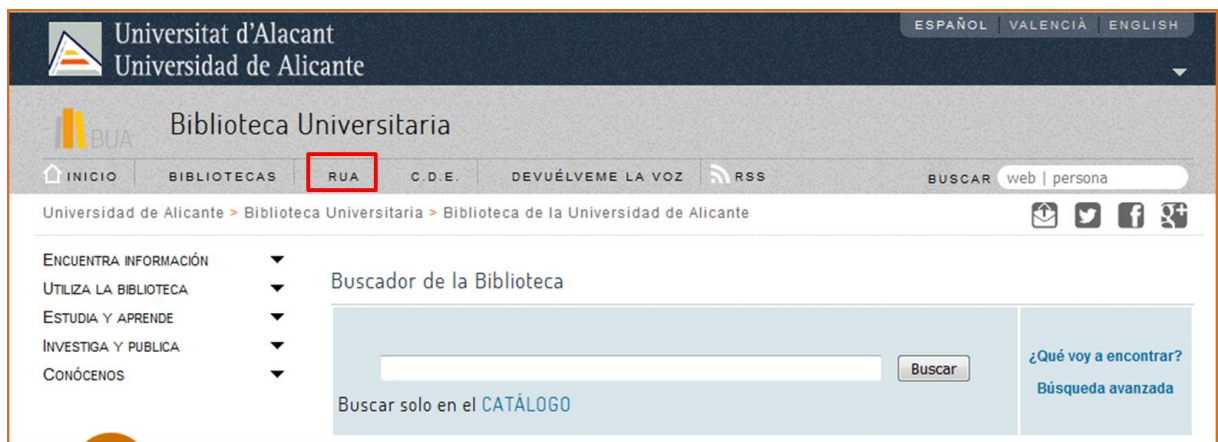 Universitat d'Alacant
Universidad de Alicante
ESPAÑOL | VALENCIÀ | ENGLISH
BUA
Biblioteca Universitaria
INICIO BIBLIOTECAS RUA C.D.E. DEVUÉLVEME LA VOZ RSS BUSCAR web | persona
Universidad de Alicante > Biblioteca Universitaria > Biblioteca de la Universidad de Alicante
ENCUENTRA INFORMACIÓN
UTILIZA LA BIBLIOTECA
ESTUDIA Y APRENDE
INVESTIGA Y PUBLICA
CONÓCENOS
Buscador de la Biblioteca
Buscar
Buscar solo en el CATÁLOGO
¿Qué voy a encontrar?
Búsqueda avanzada